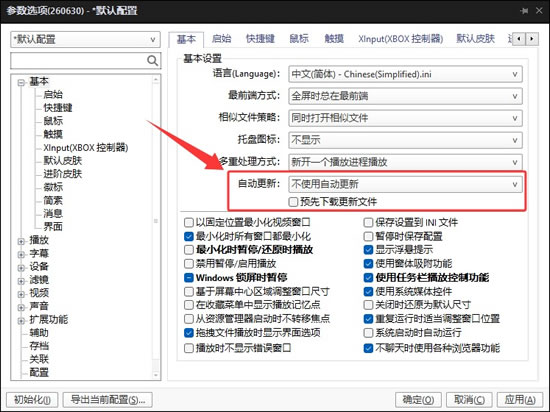 参数选项(260630) - *默认配置
*默认配置
基本
启始
快捷键
鼠标
触摸
XInput(XBOX 控制器)
默认皮肤
进阶皮肤
徽标
简素
消息
界面
播放
字幕
设备
滤镜
视频
声音
扩展功能
辅助
存档
关联
配置
基本 启始 快捷键 鼠标 触摸 XInput(XBOX 控制器) 默认皮肤
基本设置
语言(Language): 中文(简体) - Chinese(Simplified).ini
最前端方式: 全屏时总在最前端
相似文件策略: 同时打开相似文件
托盘图标: 不显示
多重处理方式: 新开一个播放进程播放
自动更新: 不使用自动更新
预先下载更新文件
以固定位置最小化视频窗口 保存设置到 INI 文件
最小化时所有窗口都最小化 暂停时保存配置
最小化时暂停/还原时播放 显示浮悬提示
禁用暂停/启用播放 使用窗体吸附功能
Windows 锁屏时暂停 使用任务栏播放控制功能
基于屏幕中心区域调整窗口尺寸 使用系统媒体控件
在收藏菜单中显示播放记忆点 关闭时还原为默认尺寸
从资源管理器启动时不转移焦点 重复运行时适当调整窗口位置
拖拽文件播放时显示界面选项 系统启动时自动运行
播放时不显示错误窗口 不聊天时使用各种浏览器功能
初始化(I) 导出当前配置(S)... 确定(O) 取消(C) 应用(A)